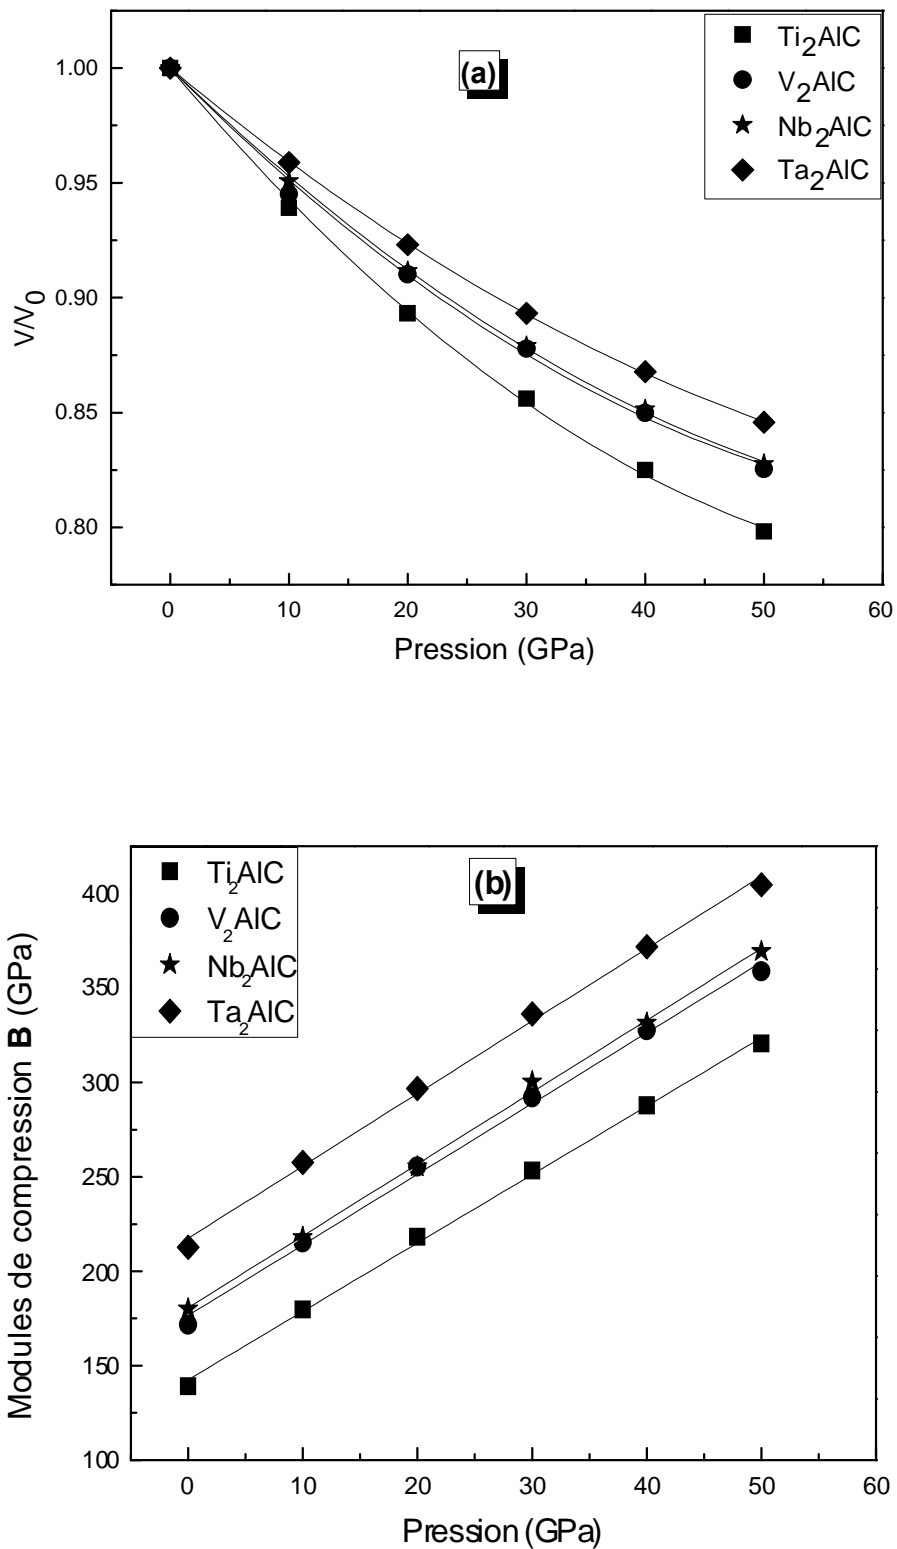 (a)
Ti2AlC
V2AlC
Nb2AlC
Ta2AlC
1.00
0.95
0.90
0.85
0.80
V/V0
0 10 20 30 40 50 60
Pression (GPa)
(b)
Ti2AlC
V2AlC
Nb2AlC
Ta2AlC
400
350
300
250
200
150
100
Modules de compression B (GPa)
0 10 20 30 40 50 60
Pression (GPa)